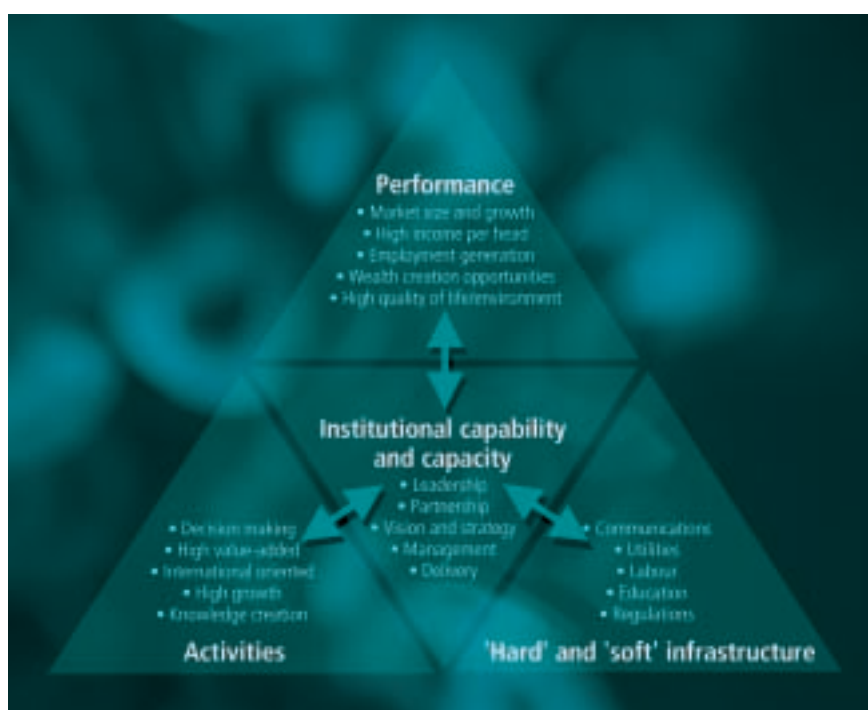 Performance
• Market size and growth
• High income per head
• Employment generation
• Wealth creation opportunities
• High quality of life/environment
Institutional capability
and capacity
• Leadership
• Partnership
• Vision and strategy
• Management
• Delivery
• Decision making
• High value-added
• International oriented
• High growth
• Knowledge creation
Activities
• Communications
• Utilities
• Labour
• Education
• Regulations
'Hard' and 'soft' infrastructure